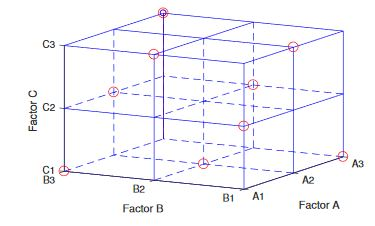 C3
Factor C
C2
C1
B3
B2
B1
A1
A2
A3
Factor B
Factor A